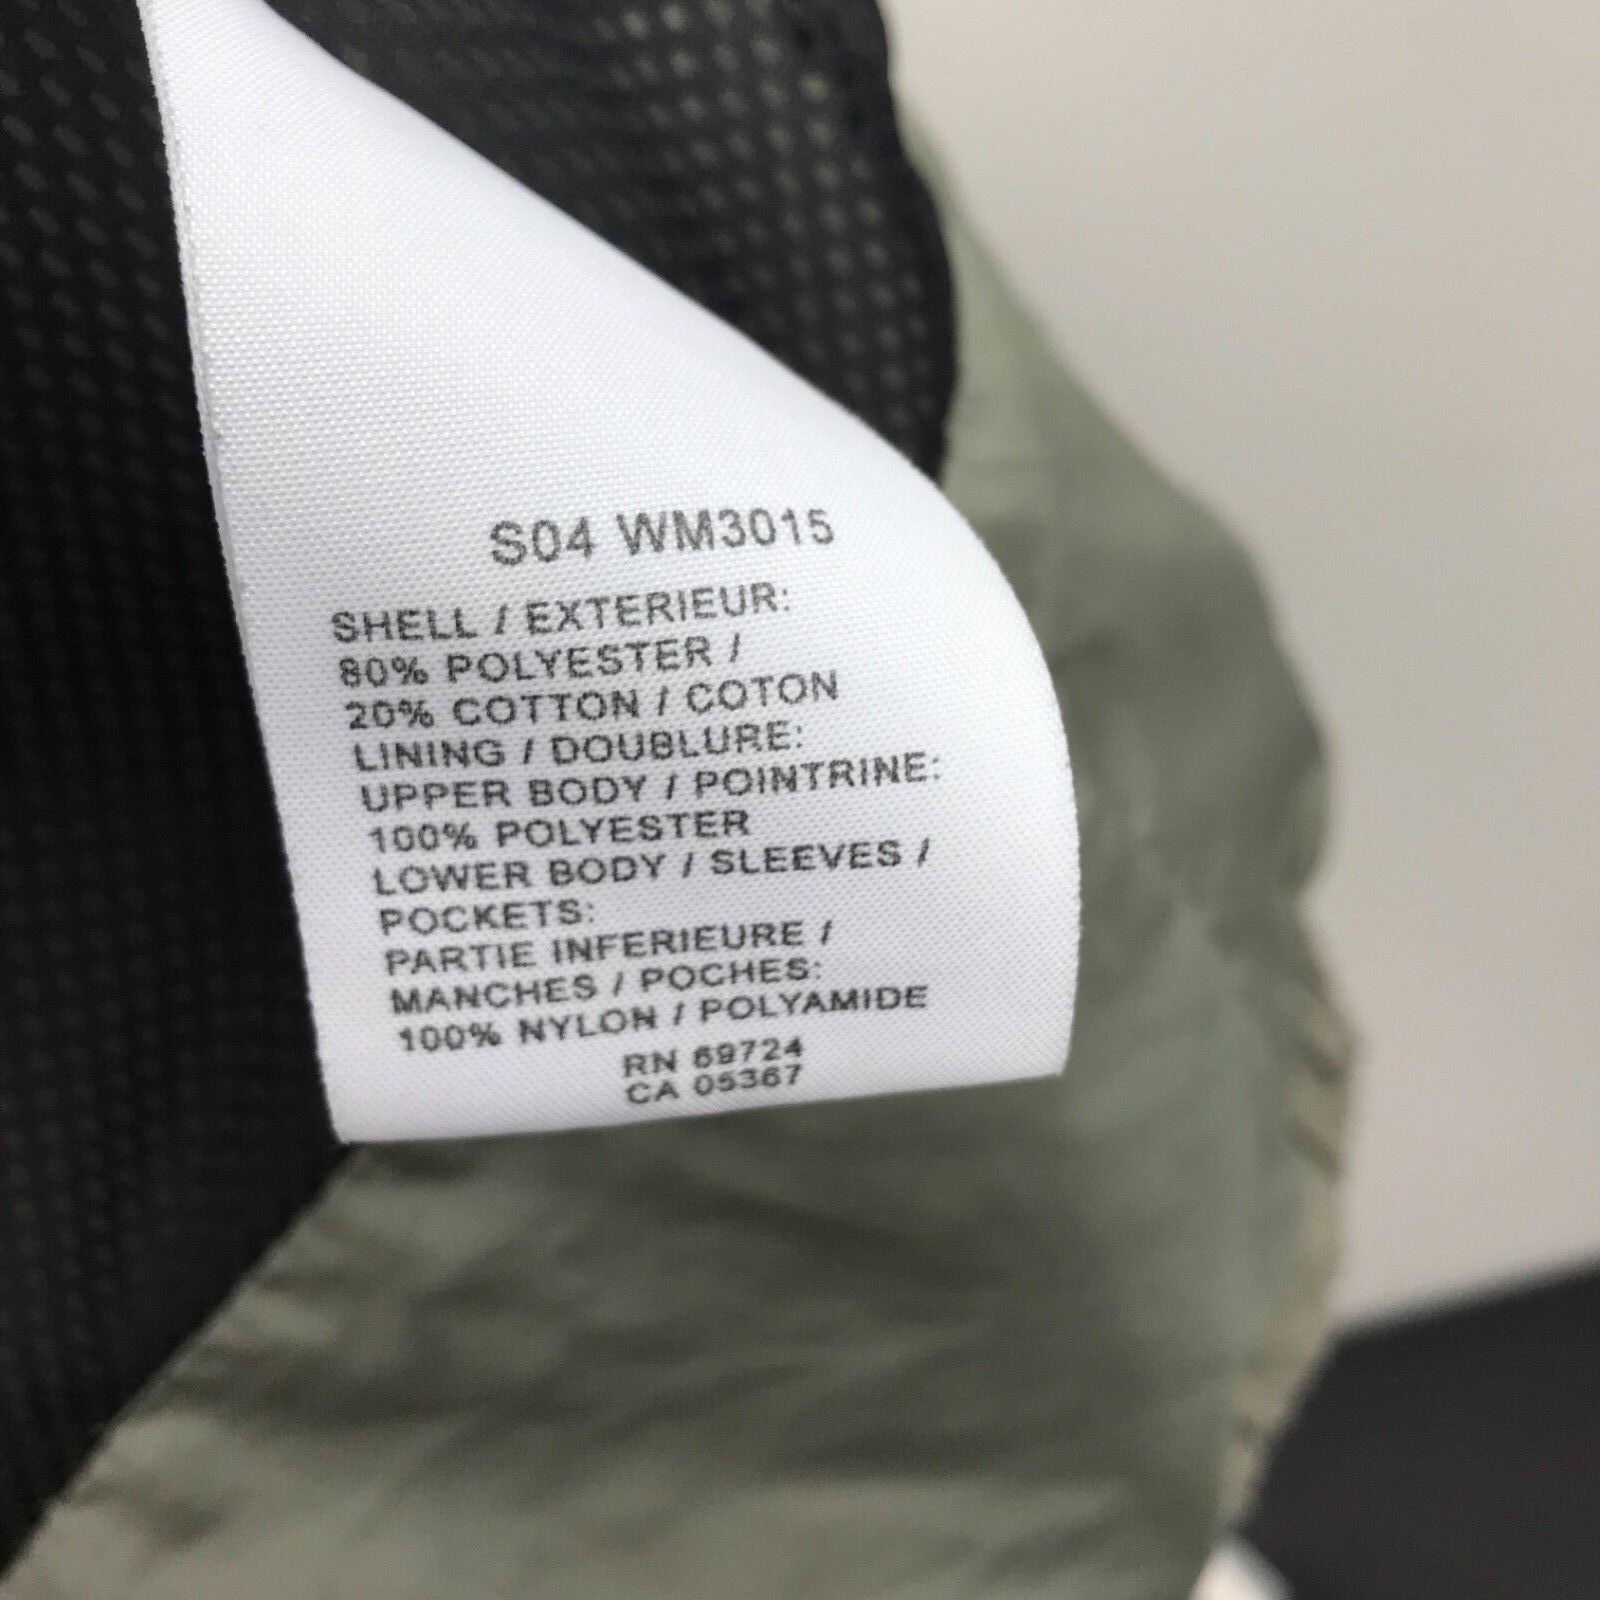 S04 WM3015
SHELL / EXTERIEUR:
80% POLYESTER /
20% COTTON / COTON
LINING / DOUBLURE:
UPPER BODY / POINTRINE:
100% POLYESTER
LOWER BODY / SLEEVES /
POCKETS:
PARTIE INFERIEURE /
MANCHES / POCHES:
100% NYLON / POLYAMIDE
RN 69724
CA 05367